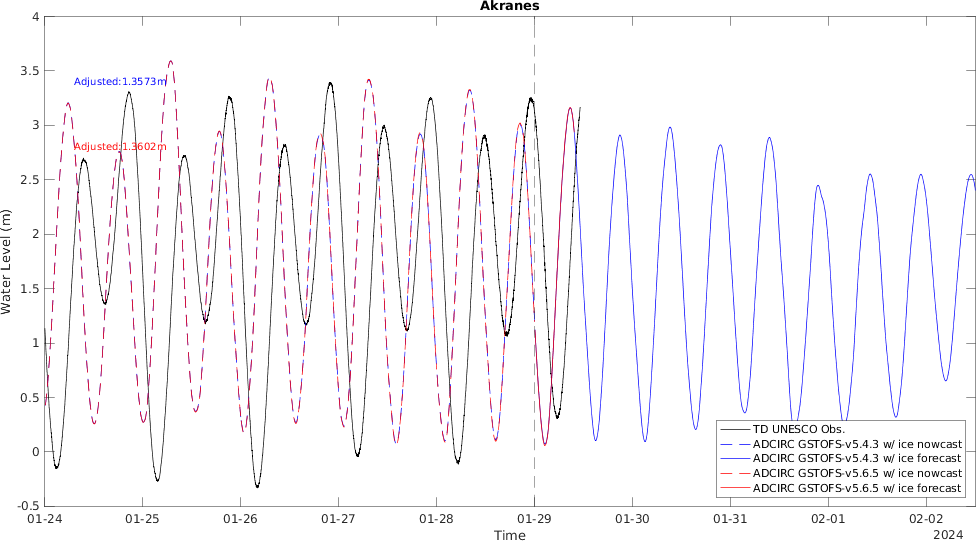 Akranes
4
3.5
3
2.5
2
1.5
1
0.5
0
-0.5
Water Level (m)
Adjusted:1.3573m
Adjusted:1.3602m
TD UNESCO Obs.
ADCIRC GSTOFS-v5.4.3 w/ ice nowcast
ADCIRC GSTOFS-v5.4.3 w/ ice forecast
ADCIRC GSTOFS-v5.6.5 w/ ice nowcast
ADCIRC GSTOFS-v5.6.5 w/ ice forecast
01-24 01-25 01-26 01-27 01-28 01-29 01-30 01-31 02-01 02-02
Time
2024